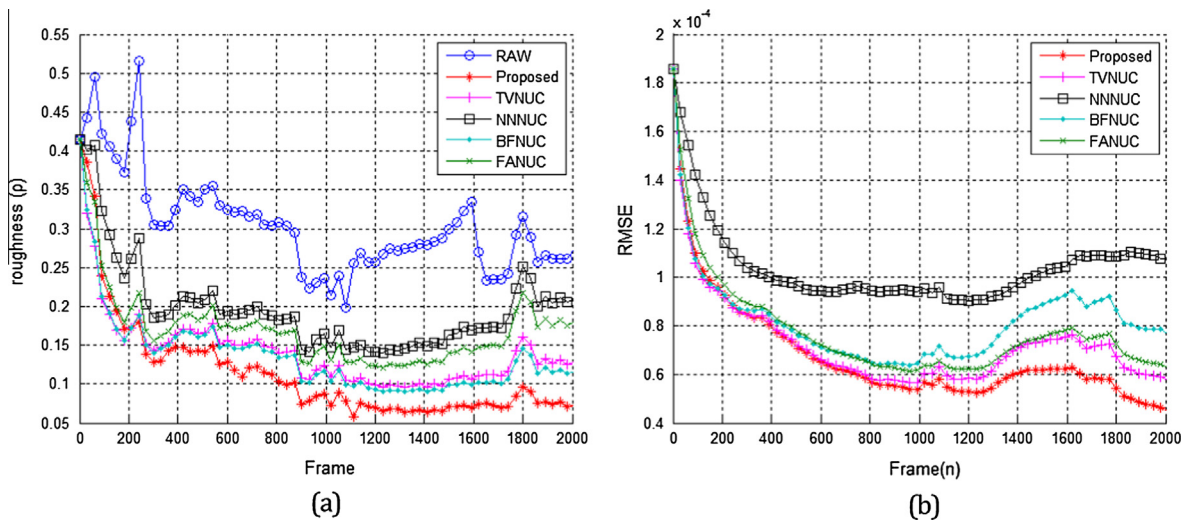 0.55
0.5
0.45
0.4
0.35
0.3
0.25
0.2
0.15
0.1
0.05
roughness (ρ)
0
200
400
600
800
1000
1200
1400
1600
1800
2000
Frame
RAW
Proposed
TVNUC
NNNUC
BFNUC
FANUC
(a)
x 10⁻⁴
2
1.8
1.6
1.4
1.2
1
0.8
0.6
0.4
RMSE
0
200
400
600
800
1000
1200
1400
1600
1800
2000
Frame(n)
Proposed
TVNUC
NNNUC
BFNUC
FANUC
(b)